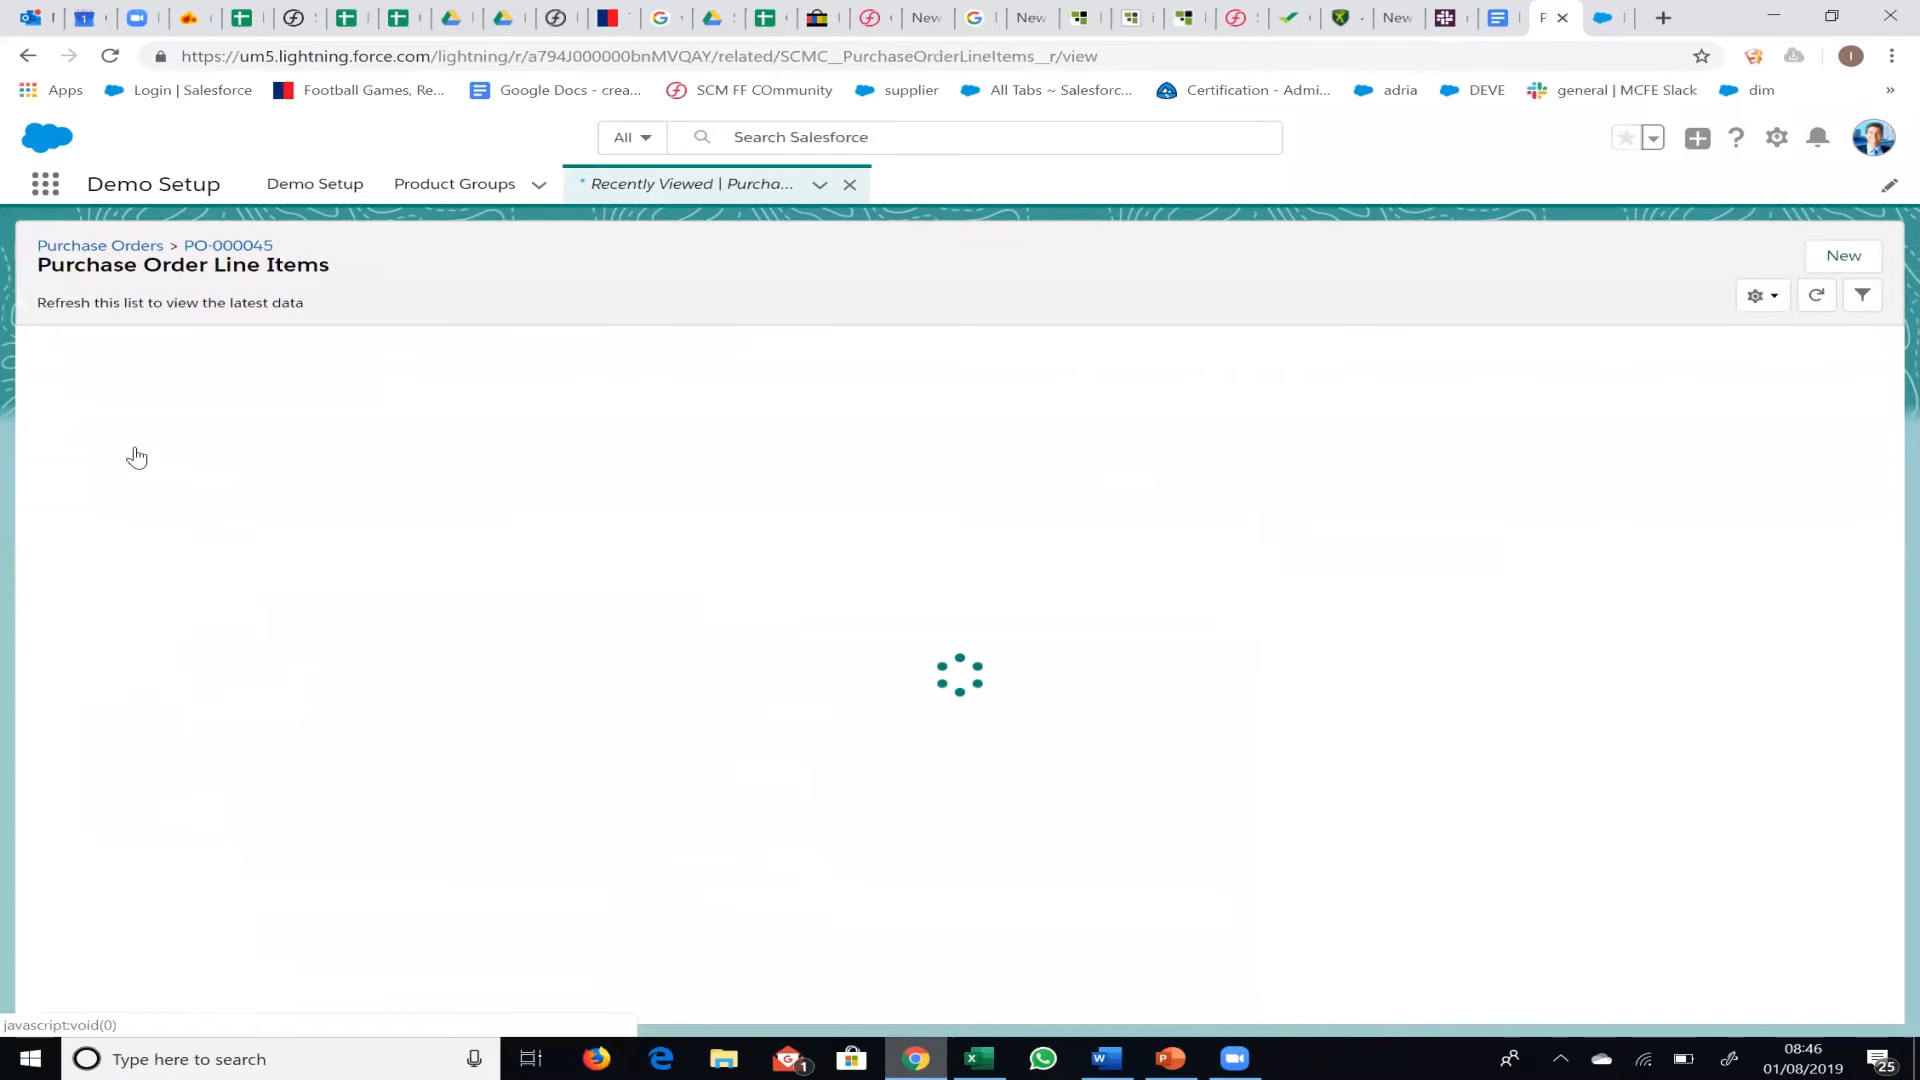 New
New
New
P
https://um5.lightning.force.com/lightning/r/a794J000000bnMVQAY/related/SCMC__PurchaseOrderLineItems__r/view
Apps
Login | Salesforce
Football Games, Re...
Google Docs - crea...
SCM FF COmmunity
supplier
All Tabs ~ Salesforc...
Certification - Admi...
adria
DEVE
general | MCFE Slack
dim
»
All
Search Salesforce
Demo Setup
Demo Setup
Product Groups
* Recently Viewed | Purcha...
Purchase Orders > PO-000045
Purchase Order Line Items
New
Refresh this list to view the latest data
javascript:void(0)
Type here to search
1
08:46
01/08/2019
25